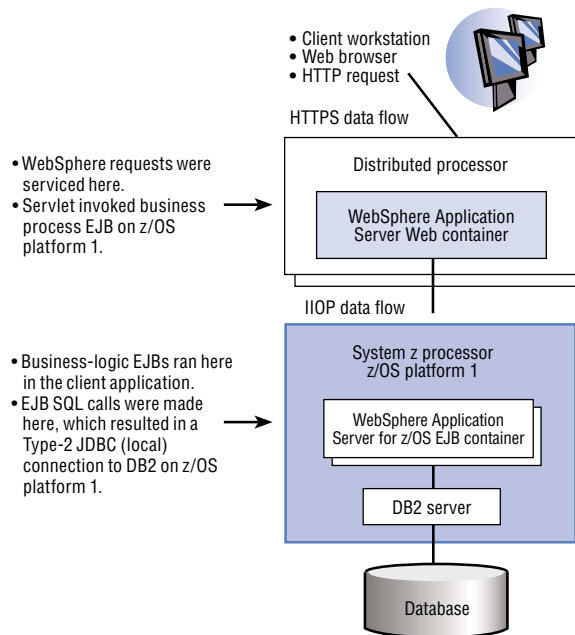 • Client workstation
• Web browser
• HTTP request
HTTPS data flow
• WebSphere requests were
serviced here.
• Servlet invoked business
process EJB on z/OS
platform 1.
Distributed processor
WebSphere Application
Server Web container
IIOP data flow
• Business-logic EJBs ran here
in the client application.
• EJB SQL calls were made
here, which resulted in a
Type-2 JDBC (local)
connection to DB2 on z/OS
platform 1.
System z processor
z/OS platform 1
WebSphere Application
Server for z/OS EJB container
DB2 server
Database